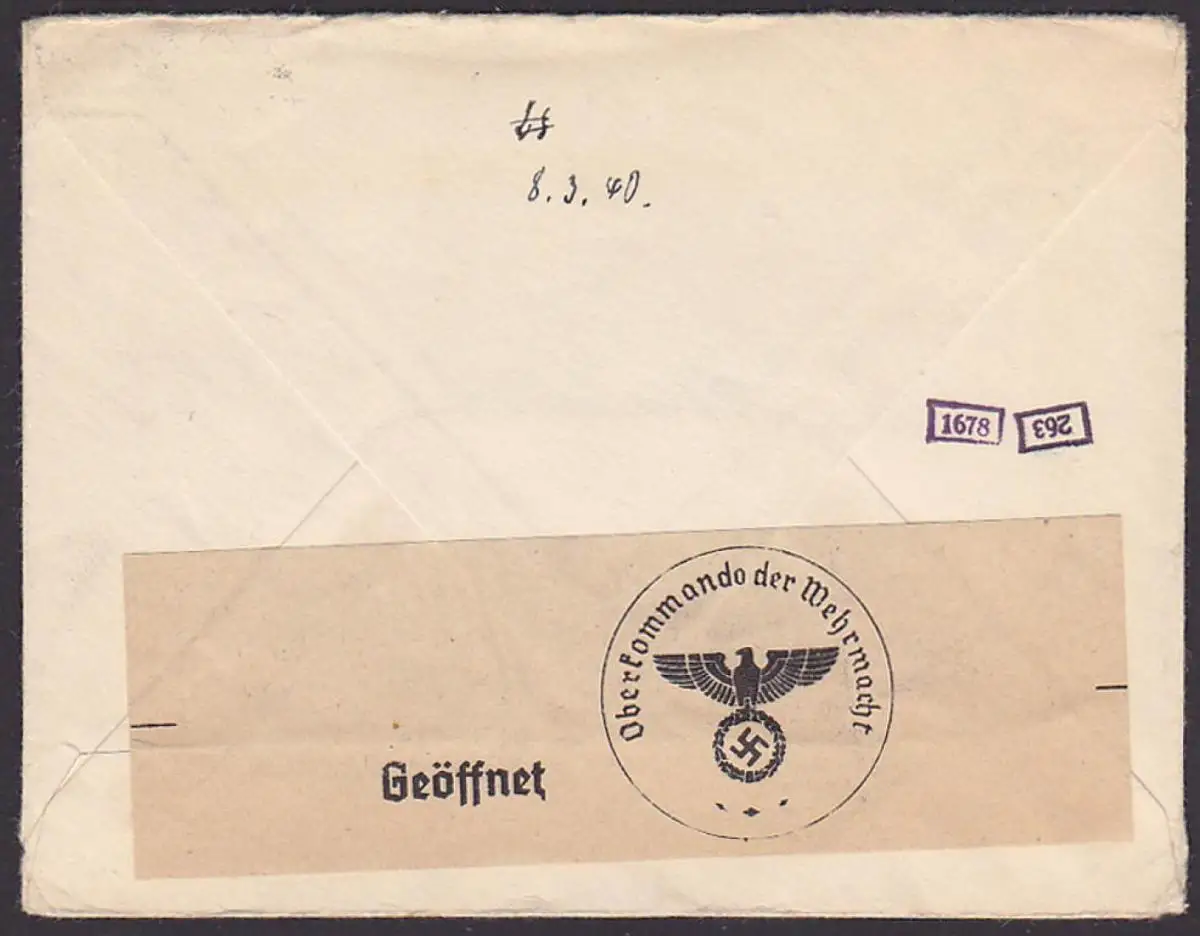 8.3.40.
1678
263
Oberkommando der Wehrmacht
Geöffnet